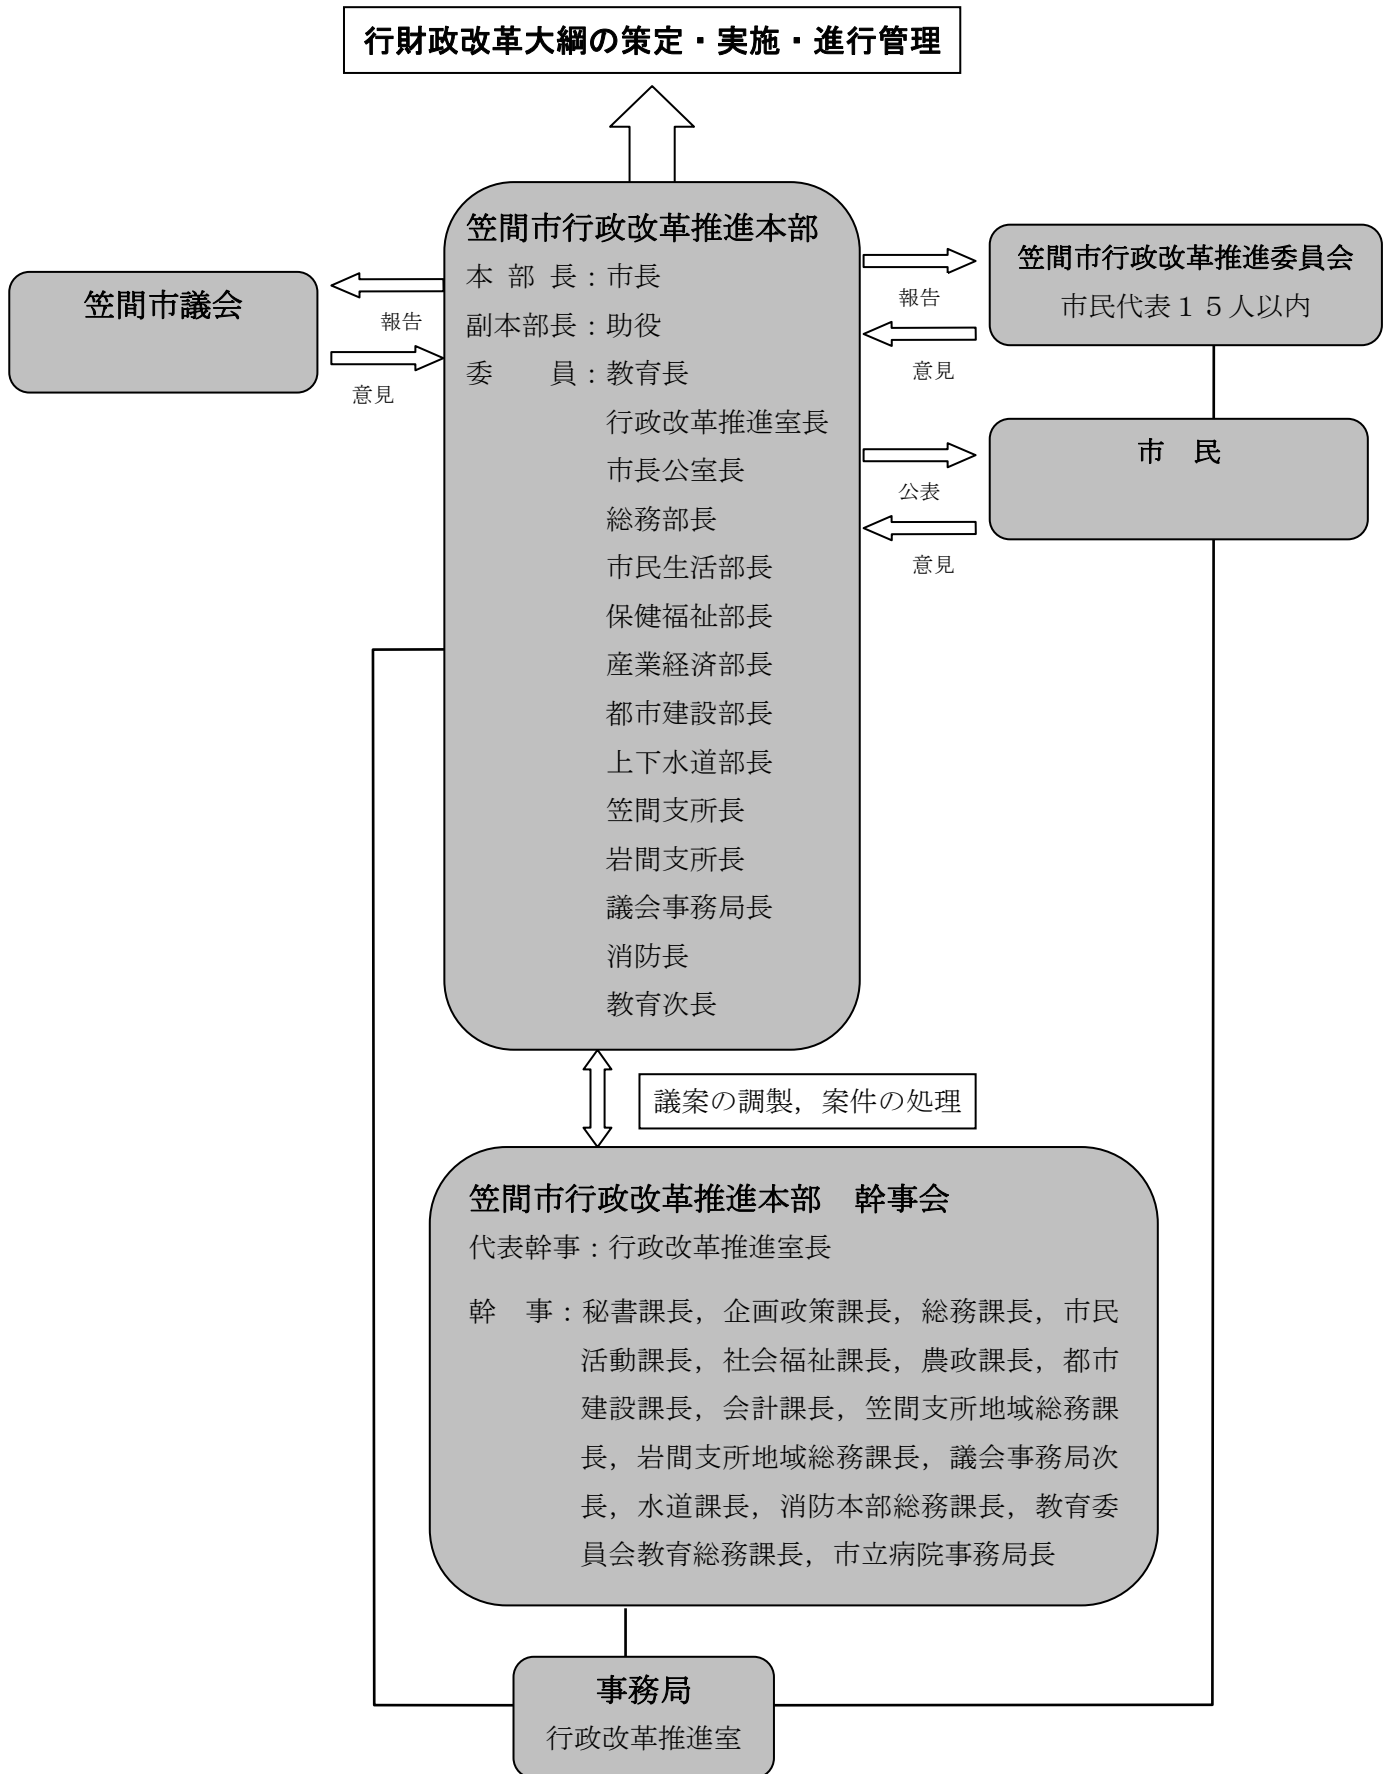 行財政改革大綱の策定・実施・進行管理
笠間市行政改革推進本部
本 部 長：市長
副本部長：助役
委　　員：教育長
行政改革推進室長
市長公室長
総務部長
市民生活部長
保健福祉部長
産業経済部長
都市建設部長
上下水道部長
笠間支所長
岩間支所長
議会事務局長
消防長
教育次長
笠間市議会
報告
意見
笠間市行政改革推進委員会
市民代表１５人以内
報告
意見
市　民
公表
意見
議案の調製，案件の処理
笠間市行政改革推進本部　幹事会
代表幹事：行政改革推進室長
幹　事：秘書課長，企画政策課長，総務課長，市民
活動課長，社会福祉課長，農政課長，都市
建設課長，会計課長，笠間支所地域総務課
長，岩間支所地域総務課長，議会事務局次
長，水道課長，消防本部総務課長，教育委
員会教育総務課長，市立病院事務局長
事務局
行政改革推進室